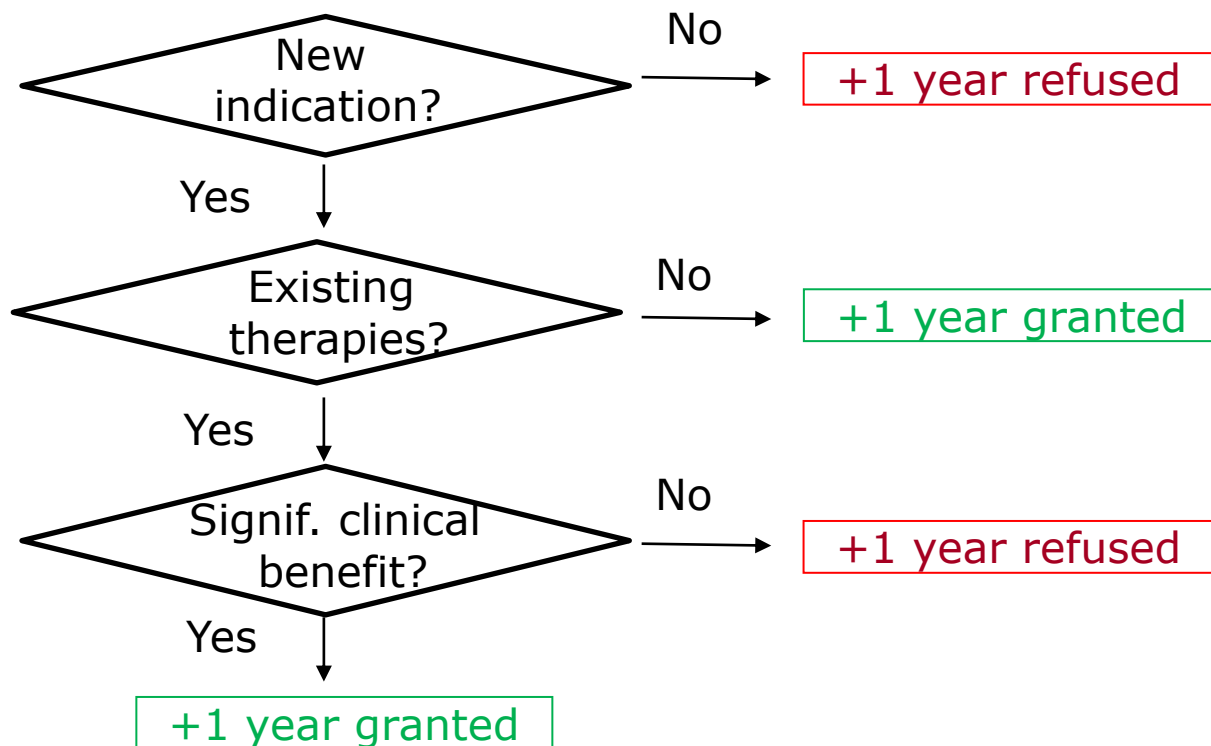 New
indication?
No
+1 year refused
Yes
Existing
therapies?
No
+1 year granted
Yes
Signif. clinical
benefit?
No
+1 year refused
Yes
+1 year granted